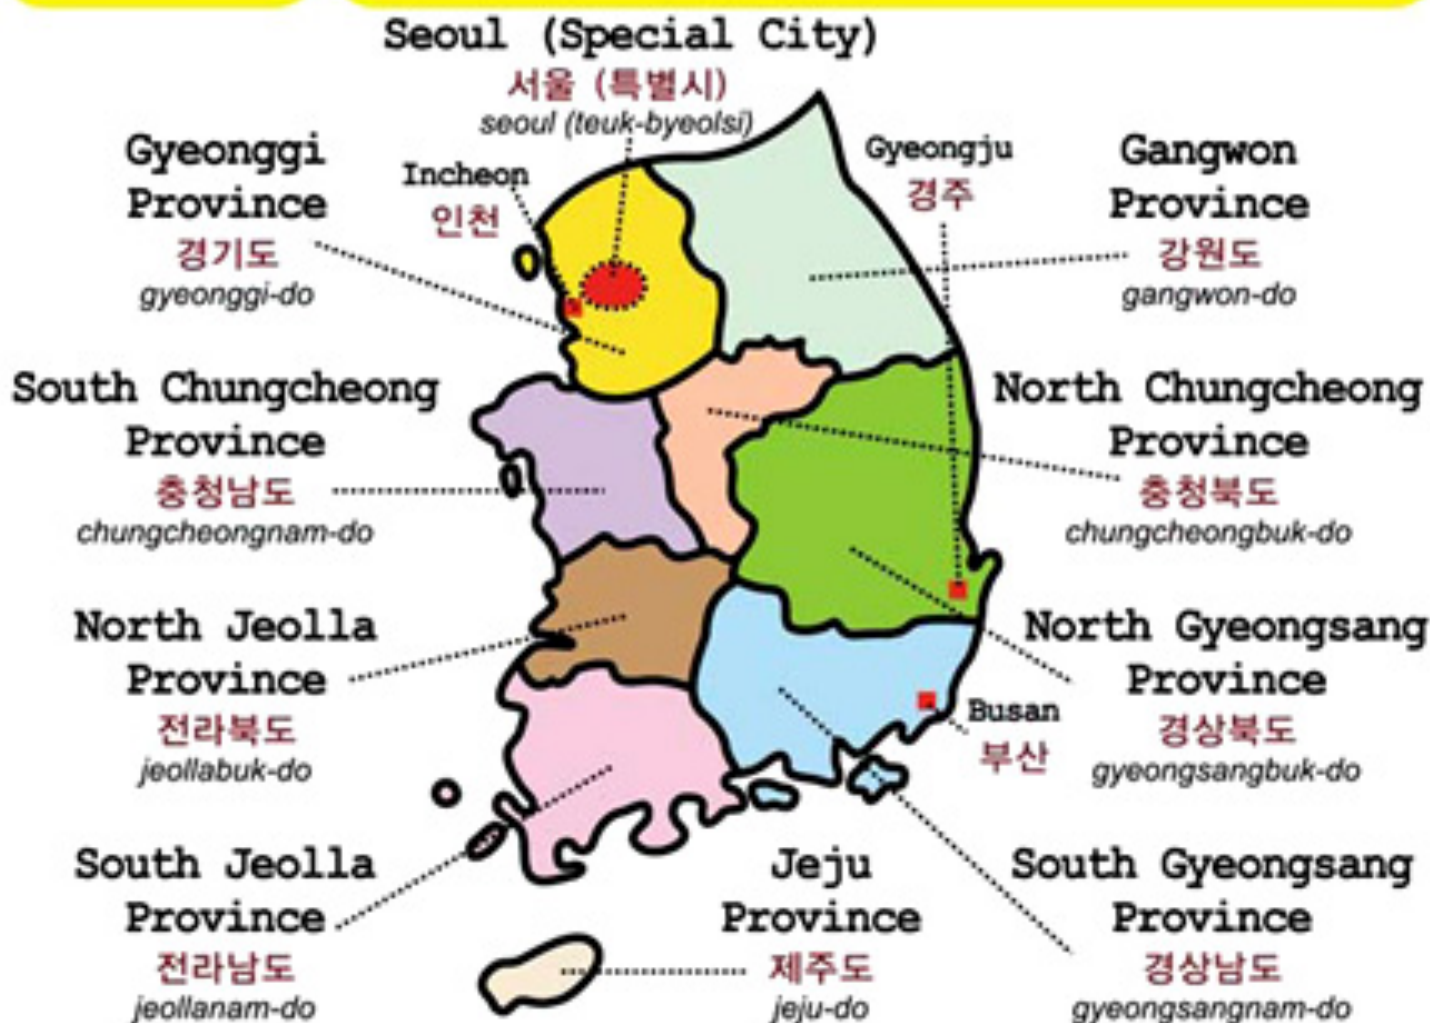 Seoul (Special City)
서울 (특별시)
seoul (teuk-byeolsi)
Gyeonggi
Province
경기도
gyeonggi-do
Incheon
인천
Gyeongju
경주
Gangwon
Province
강원도
gangwon-do
South Chungcheong
Province
충청남도
chungcheongnam-do
North Chungcheong
Province
충청북도
chungcheongbuk-do
North Jeolla
Province
전라북도
jeollabuk-do
North Gyeongsang
Province
경상북도
gyeongsangbuk-do
Busan
부산
South Jeolla
Province
전라남도
jeollanam-do
Jeju
Province
제주도
jeju-do
South Gyeongsang
Province
경상남도
gyeongsangnam-do